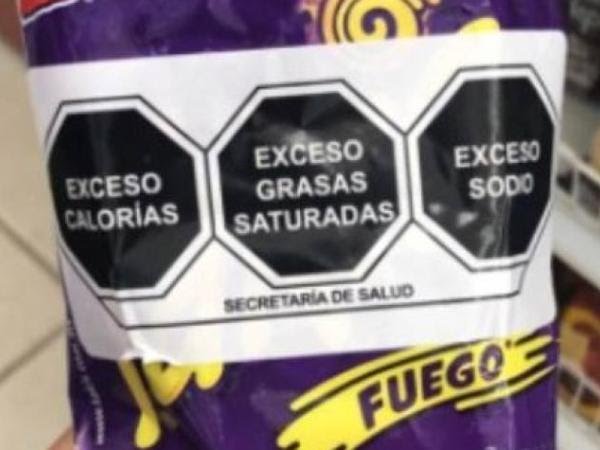 EXCESO
CALORÍAS
EXCESO
GRASAS
SATURADAS
EXCESO
SODIO
SECRETARÍA DE SALUD
FUEGO